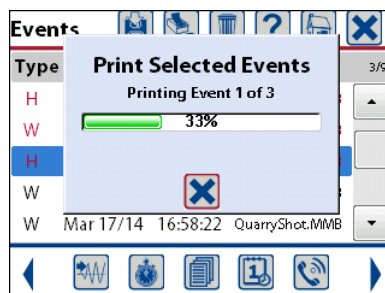 Events
?
Type
3/9
Print Selected Events
Printing Event 1 of 3
33%
H
W
H
W
W Mar 17/14 16:58:22 QuarryShot.MMB
1